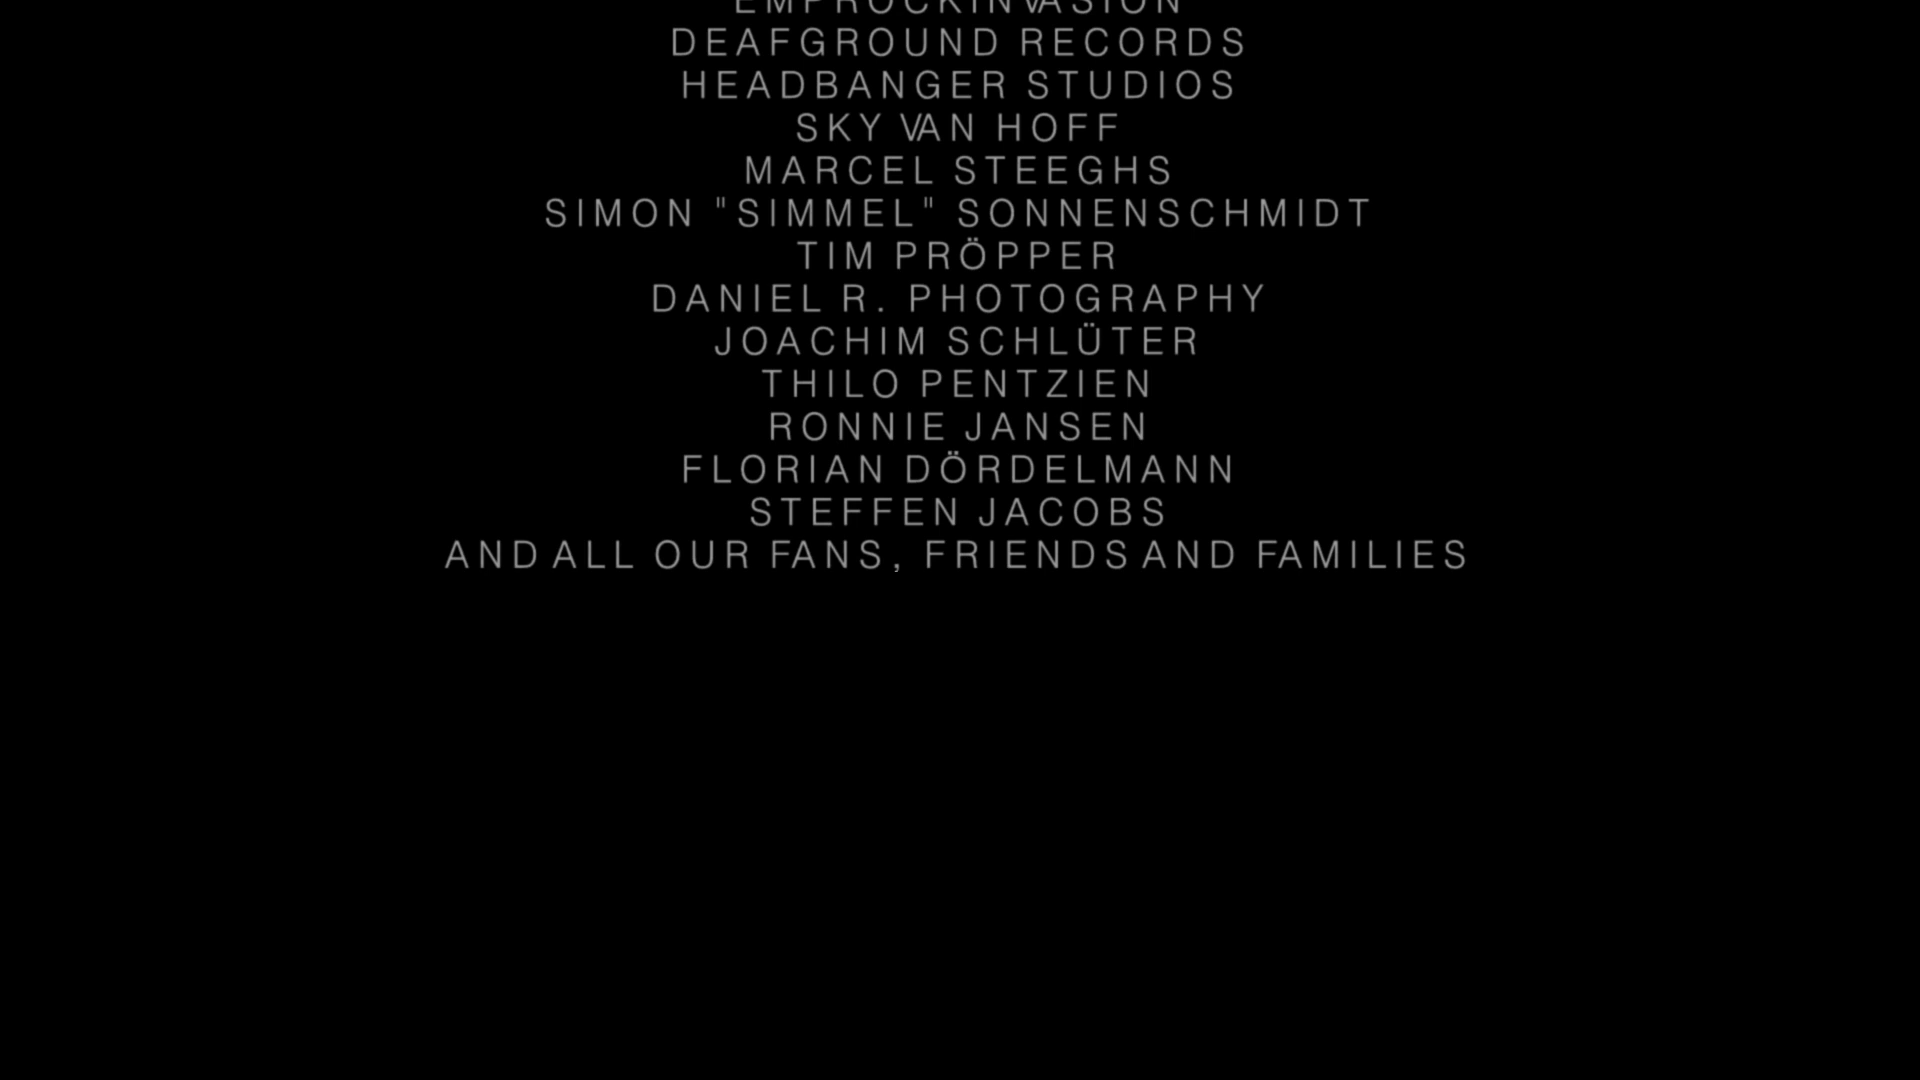 EMPROCKINVASION
DEAFGROUND RECORDS
HEADBANGER STUDIOS
SKY VAN HOFF
MARCEL STEEGHS
SIMON "SIMMEL" SONNENSCHMIDT
TIM PRÖPPER
DANIEL R. PHOTOGRAPHY
JOACHIM SCHLÜTER
THILO PENTZIEN
RONNIE JANSEN
FLORIAN DÖRDELMANN
STEFFEN JACOBS
AND ALL OUR FANS, FRIENDS AND FAMILIES